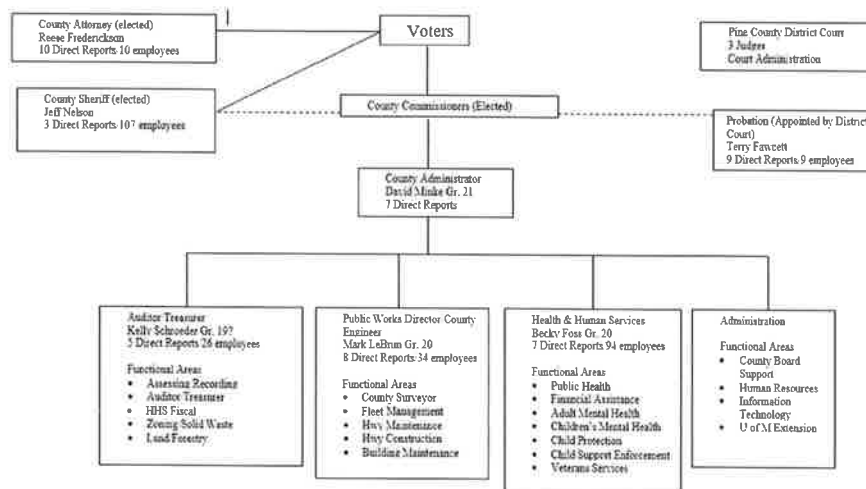 County Attorney (elected)
Reese Frederickson
10 Direct Reports 10 employees
Voters
Pine County District Court
3 Judges
Court Administration
County Sheriff (elected)
Jeff Nelson
3 Direct Reports 107 employees
County Commissioners (Elected)
Probation (Appointed by District
Court)
Terry Fawcett
9 Direct Reports 9 employees
County Administrator
David Minke Gr. 21
7 Direct Reports
Auditor Treasurer
Kelly Schroeder Gr. 19?
5 Direct Reports 26 employees
Functional Areas
• Assessing Recording
• Auditor Treasurer
• HHS Fiscal
• Zoning Solid Waste
• Land Forestry
Public Works Director County
Engineer
Mark LeBrun Gr. 20
8 Direct Reports 34 employees
Functional Areas
• County Surveyor
• Fleet Management
• Hwy Maintenance
• Hwy Construction
• Building Maintenance
Health & Human Services
Becky Foss Gr. 20
7 Direct Reports 94 employees
Functional Areas
• Public Health
• Financial Assistance
• Adult Mental Health
• Children's Mental Health
• Child Protection
• Child Support Enforcement
• Veterans Services
Administration
Functional Areas
• County Board
Support
• Human Resources
• Information
Technology
• U of M Extension